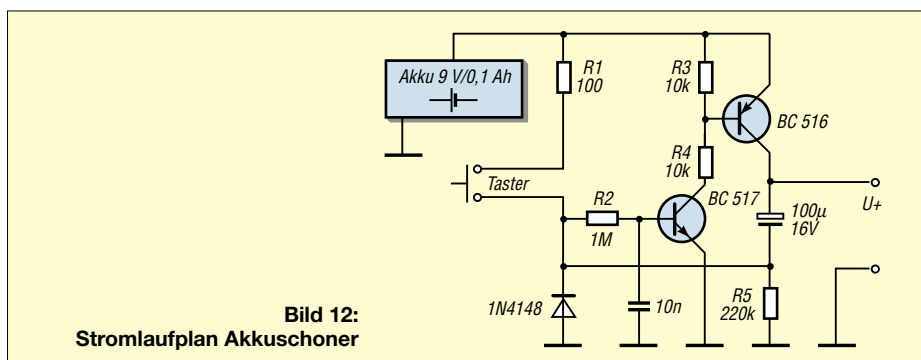 Akku 9 V/0,1 Ah
R1
100
R3
10k
BC 516
R4
10k
Taster
R2
1M
BC 517
U+
100µ
16V
1N4148
10n
R5
220k
Bild 12:
Stromlaufplan Akkuschoner